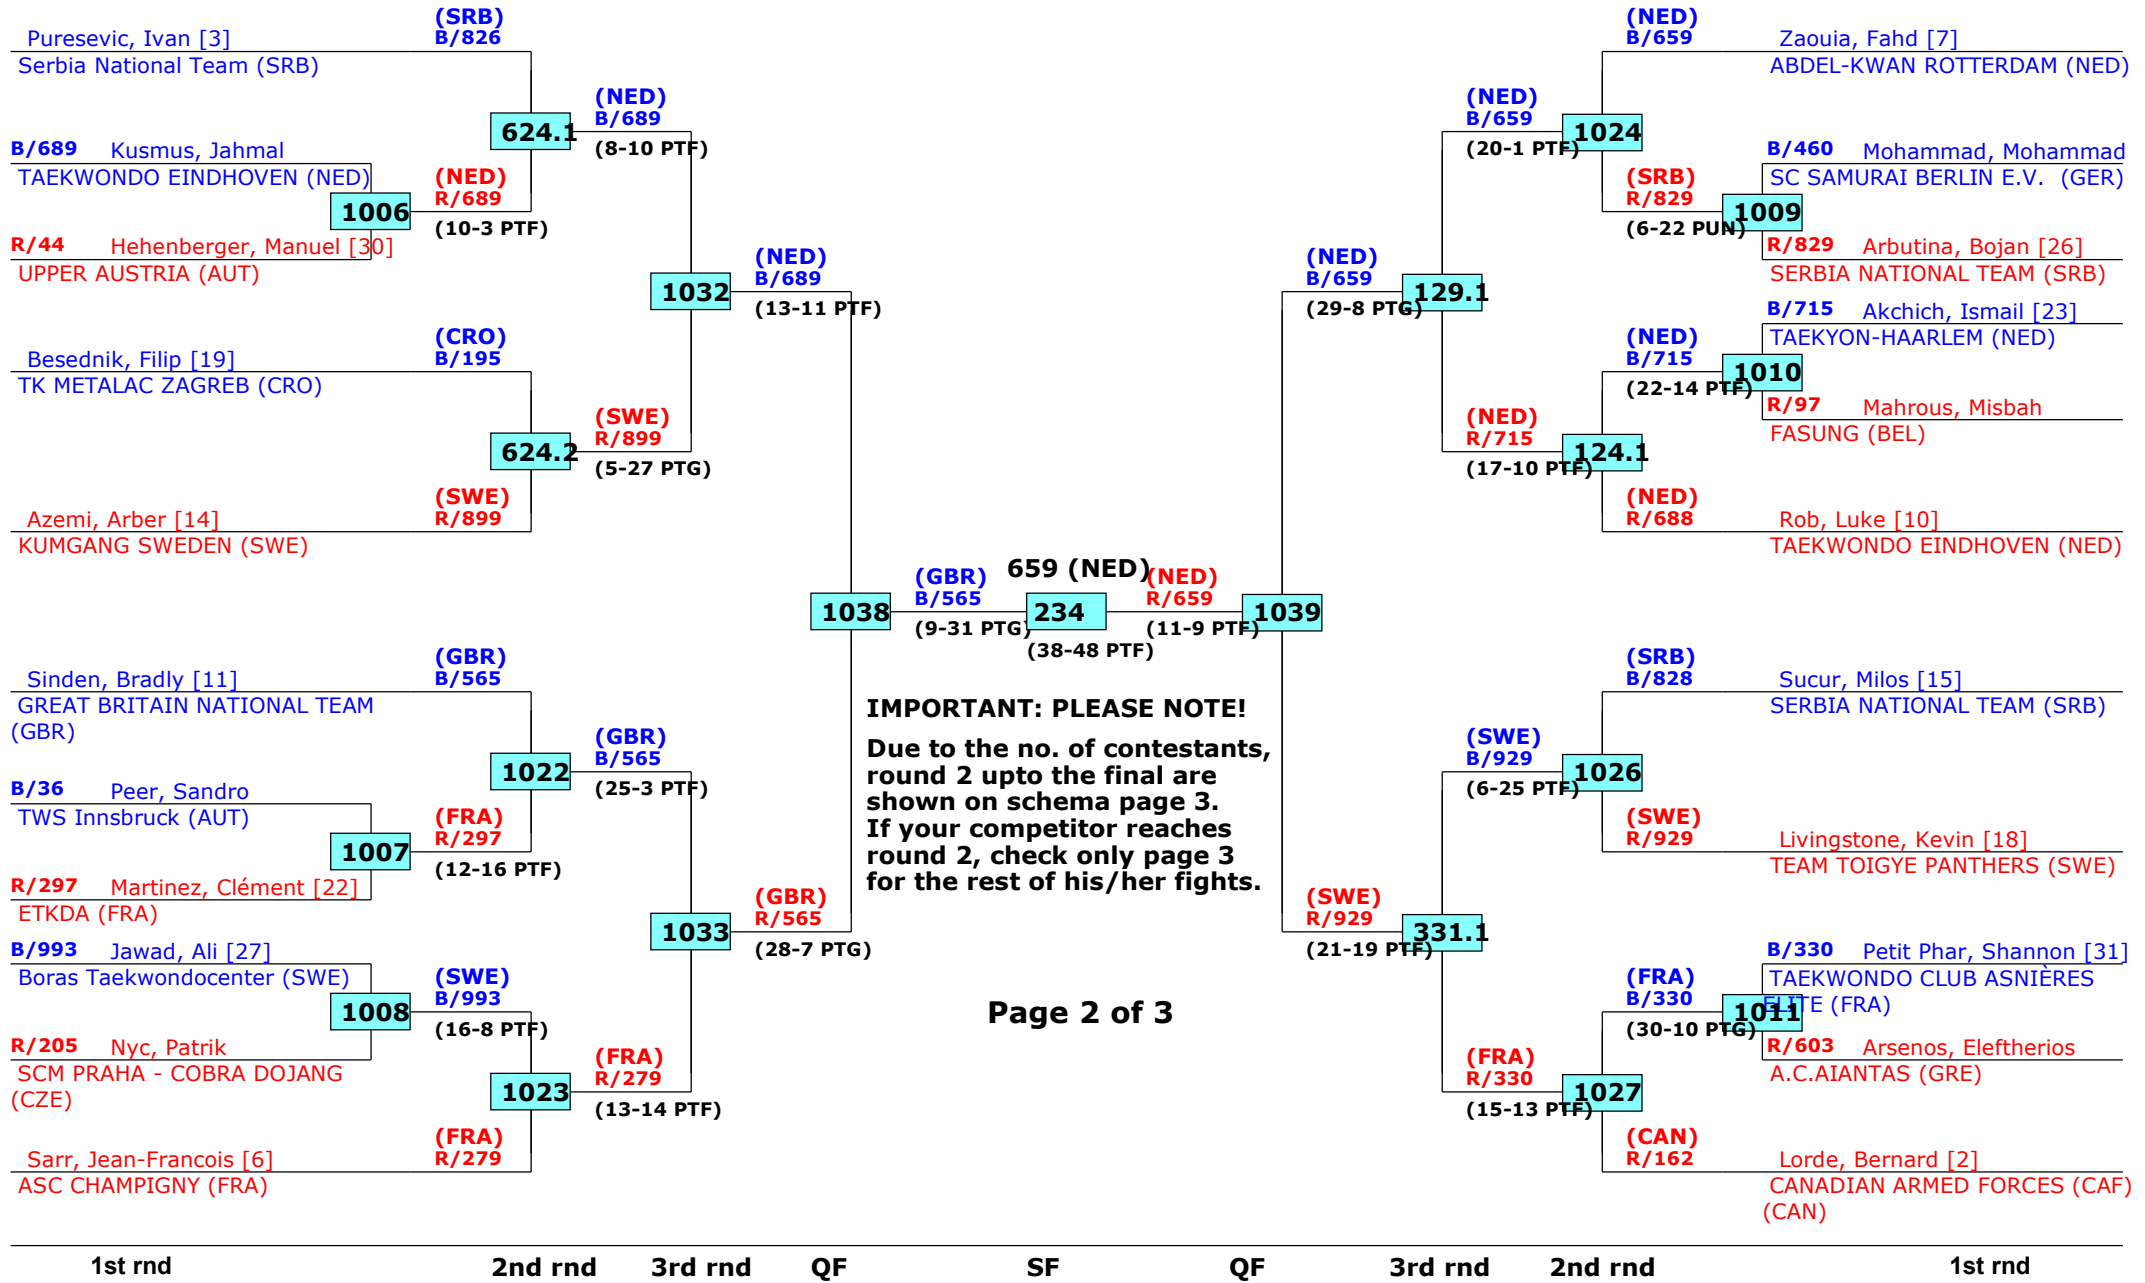 (SRB)
Puresevic, Ivan [3] B/826
Serbia National Team (SRB)
(NED)
B/689
624.1
(8-10 PTF)
B/689 Kusmus, Jahmal
TAEKWONDO EINDHOVEN (NED)
(NED)
R/689
1006
(10-3 PTF)
R/44 Hehenberger, Manuel [30]
UPPER AUSTRIA (AUT)
(NED)
B/689
1032
(13-11 PTF)
(CRO)
Besednik, Filip [19] B/195
TK METALAC ZAGREB (CRO)
(SWE)
R/899
624.2
(5-27 PTG)
(SWE)
Azemi, Arber [14] R/899
KUMGANG SWEDEN (SWE)
1038
(GBR)
B/565
(9-31 PTG)
659 (NED)
234
(38-48 PTF)
(NED)
R/659
(11-9 PTF)
1039
(GBR)
Sinden, Bradly [11] B/565
GREAT BRITAIN NATIONAL TEAM
(GBR)
(GBR)
B/565
1022
(25-3 PTF)
B/36 Peer, Sandro
TWS Innsbruck (AUT)
(FRA)
R/297
1007
(12-16 PTF)
R/297 Martinez, Clément [22]
ETKDA (FRA)
(GBR)
R/565
1033
(28-7 PTG)
B/993 Jawad, Ali [27]
Boras Taekwondocenter (SWE)
(SWE)
B/993
1008
(16-8 PTF)
R/205 Nyc, Patrik
SCM PRAHA - COBRA DOJANG
(CZE)
(FRA)
R/279
1023
(13-14 PTF)
(FRA)
Sarr, Jean-Francois [6] R/279
ASC CHAMPIGNY (FRA)
IMPORTANT: PLEASE NOTE!
Due to the no. of contestants,
round 2 upto the final are
shown on schema page 3.
If your competitor reaches
round 2, check only page 3
for the rest of his/her fights.
Page 2 of 3
(NED)
B/659 Zaouia, Fahd [7]
ABDEL-KWAN ROTTERDAM (NED)
(NED)
B/659
1024
(20-1 PTF)
B/460 Mohammad, Mohammad
SC SAMURAI BERLIN E.V. (GER)
(SRB)
R/829
1009
(6-22 PUN)
R/829 Arbutina, Bojan [26]
SERBIA NATIONAL TEAM (SRB)
(NED)
B/659
129.1
(29-8 PTG)
B/715 Akchich, Ismail [23]
TAEKYON-HAARLEM (NED)
(NED)
B/715
1010
(22-14 PTF)
R/97 Mahrous, Misbah
FASUNG (BEL)
(NED)
R/715
124.1
(17-10 PTF)
(NED)
R/688 Rob, Luke [10]
TAEKWONDO EINDHOVEN (NED)
(SRB)
B/828 Sucur, Milos [15]
SERBIA NATIONAL TEAM (SRB)
(SWE)
B/929
1026
(6-25 PTF)
(SWE)
R/929 Livingstone, Kevin [18]
TEAM TOIGYE PANTHERS (SWE)
(SWE)
R/929
331.1
(21-19 PTF)
B/330 Petit Phar, Shannon [31]
TAEKWONDO CLUB ASNIÈRES
ELITE (FRA)
(FRA)
B/330
1011
(30-10 PTG)
R/603 Arsenos, Eleftherios
A.C.AIANTAS (GRE)
(FRA)
R/330
1027
(15-13 PTF)
(CAN)
R/162 Lorde, Bernard [2]
CANADIAN ARMED FORCES (CAF)
(CAN)
1st rnd 2nd rnd 3rd rnd QF SF QF 3rd rnd 2nd rnd 1st rnd